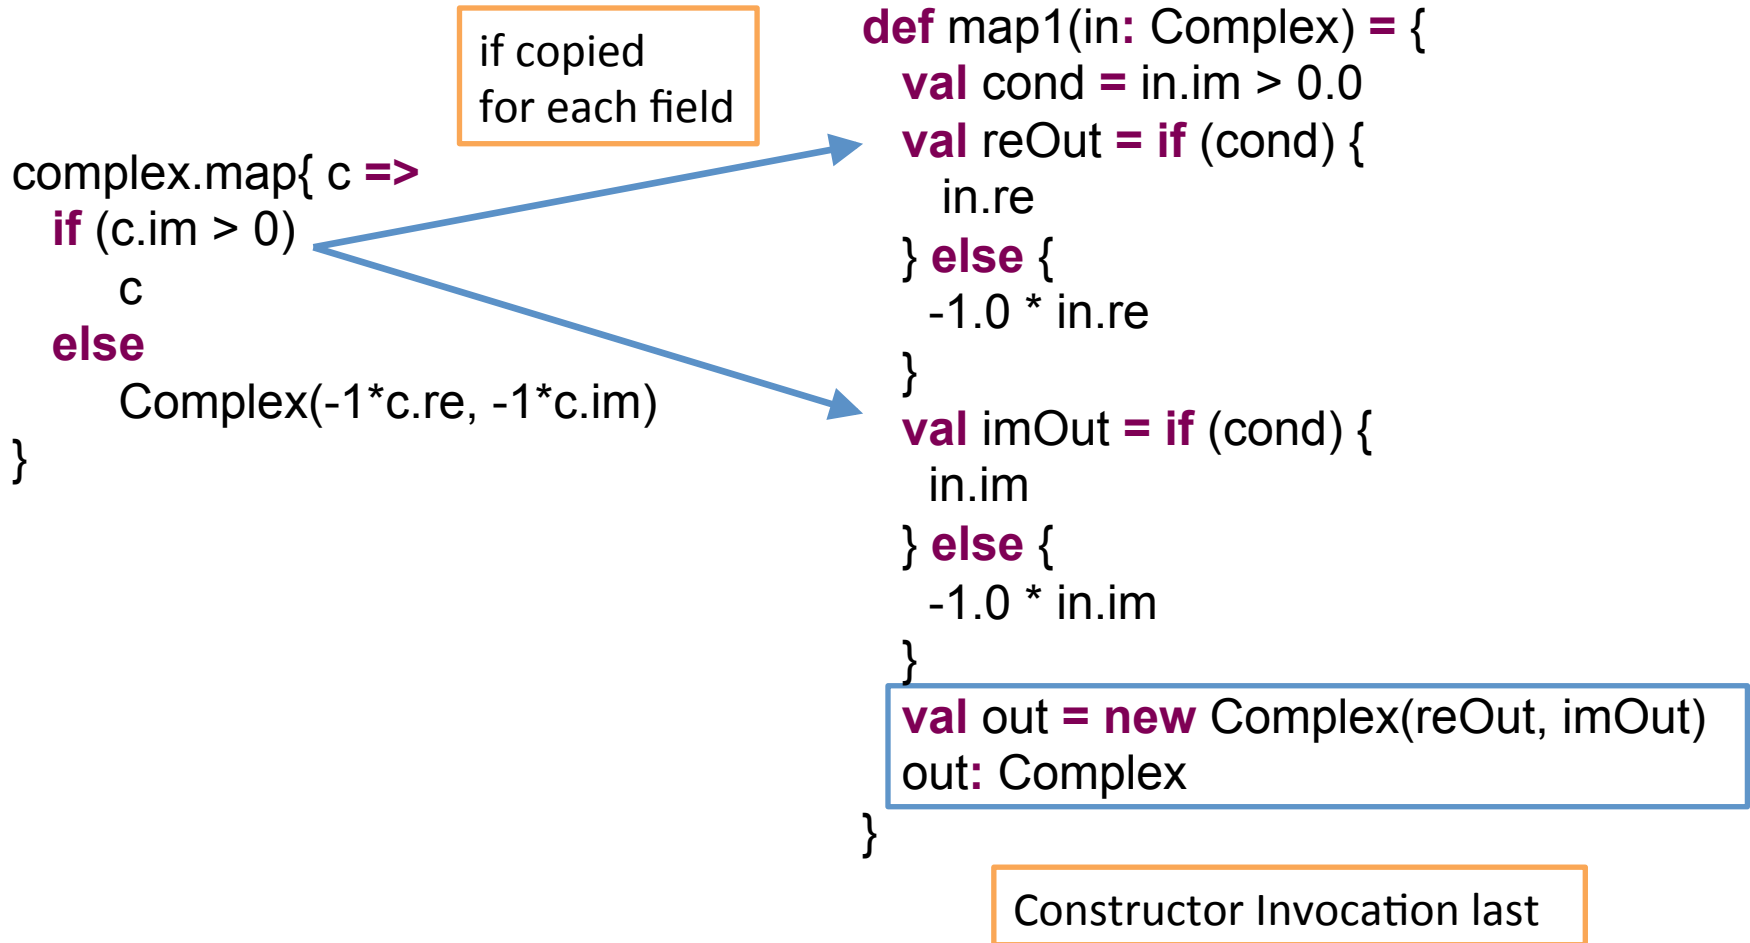 if copied
for each field
complex.map{ c =>
if (c.im > 0)
c
else
Complex(-1*c.re, -1*c.im)
}
def map1(in: Complex) = {
val cond = in.im > 0.0
val reOut = if (cond) {
in.re
} else {
-1.0 * in.re
}
val imOut = if (cond) {
in.im
} else {
-1.0 * in.im
}
val out = new Complex(reOut, imOut)
out: Complex
}
Constructor Invocation last